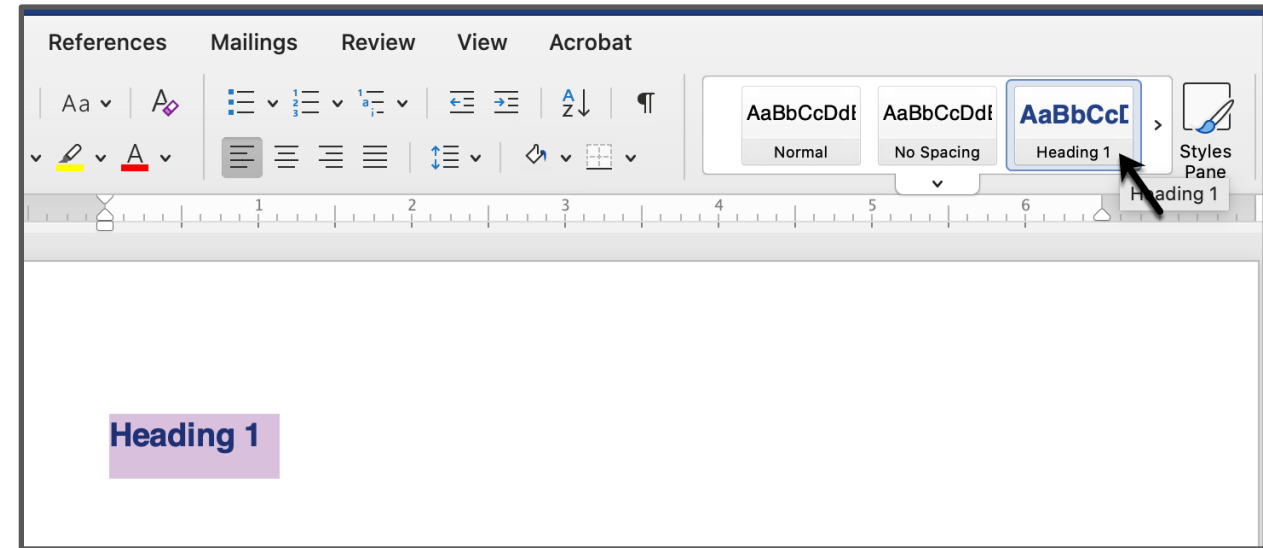 References Mailings Review View Acrobat
Aa A
AaBbCcDdE AaBbCcDdE AaBbCcD
A
Normal No Spacing Heading 1 Styles
Pane
Heading 1
1 2 3 4 5 6
Heading 1